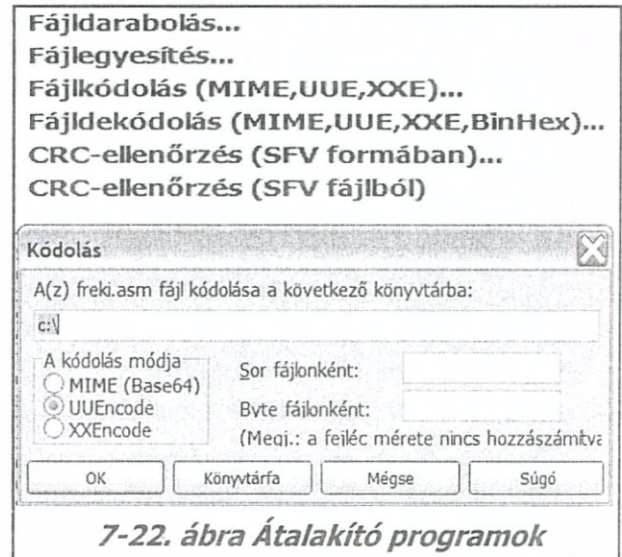 Fájldarabolás...
Fájlegyesítés...
Fájlkódolás (MIME,UUE,XXE)...
Fájldekódolás (MIME,UUE,XXE,BinHex)...
CRC-ellenőrzés (SFV formában)...
CRC-ellenőrzés (SFV fájlból)
Kódolás
A(z) freki.asm fájl kódolása a következő könyvtárba:
c:\
A kódolás módja
MIME (Base64)
UUEncode
XXEncode
Sor fájlonként:
Byte fájlonként:
(Megj.: a fejléc mérete nincs hozzászámítva
OK Könyvtárfa Mégse Súgó
7-22. ábra Átalakító programok